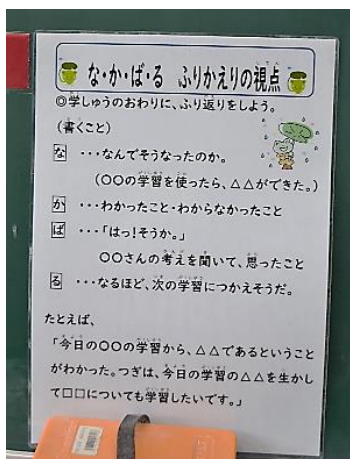 な・か・ば・る ふりかえりの視点
◎学しゅうのおわりに、ふり返りをしよう。
(書くこと)
な ・・・なんでそうなったのか。
(〇〇の学習を使ったら、△△ができた。)
か ・・・わかったこと・わからなかったこと
ば ・・・「はっ!そうか。」
〇〇さんの考えを聞いて、思ったこと
る ・・・なるほど、次の学習につかえそうだ。
たとえば、
「今日の〇〇の学習から、△△であるということ
がわかった。つぎは、今日の学習の△△を生かし
て□□についても学習したいです。」